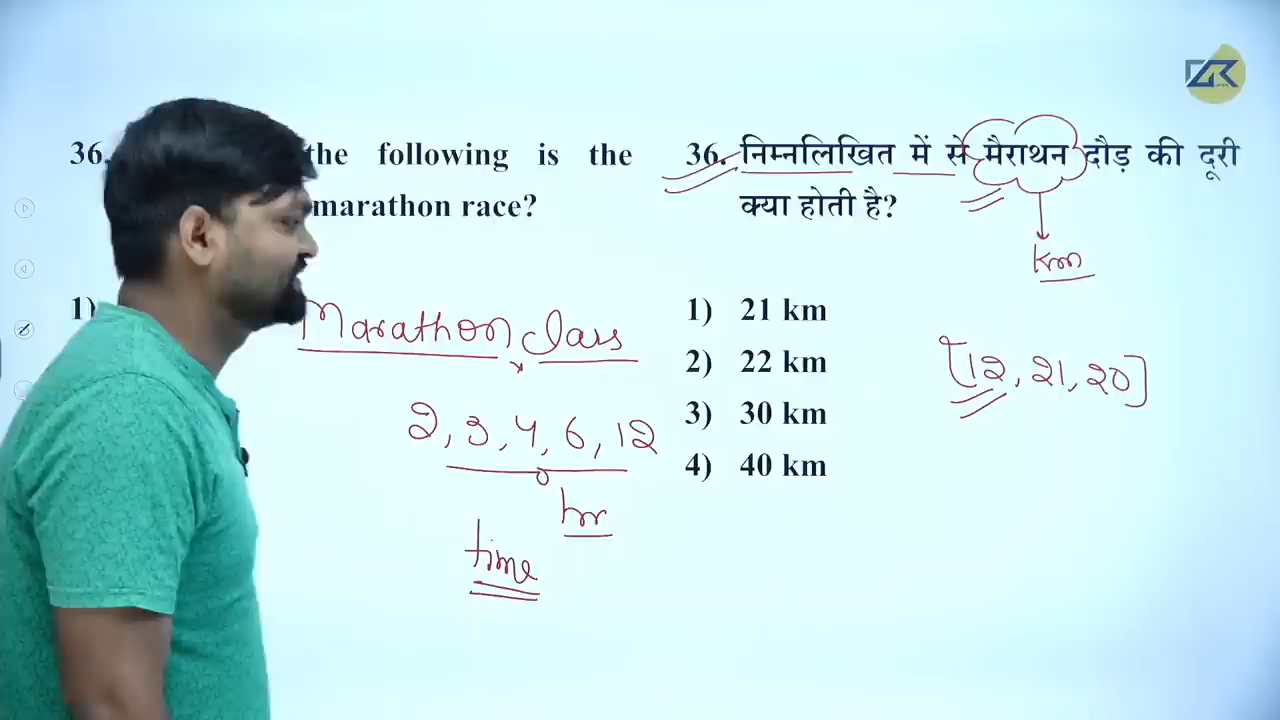 36. the following is the
marathon race?
1)
Marathon class
2, 3, 4, 6, 12
hr
time
36. निम्नलिखित में से मैराथन दौड़ की दूरी
क्या होती है?
km
1) 21 km
2) 22 km
3) 30 km
4) 40 km
[12, 21, 20]